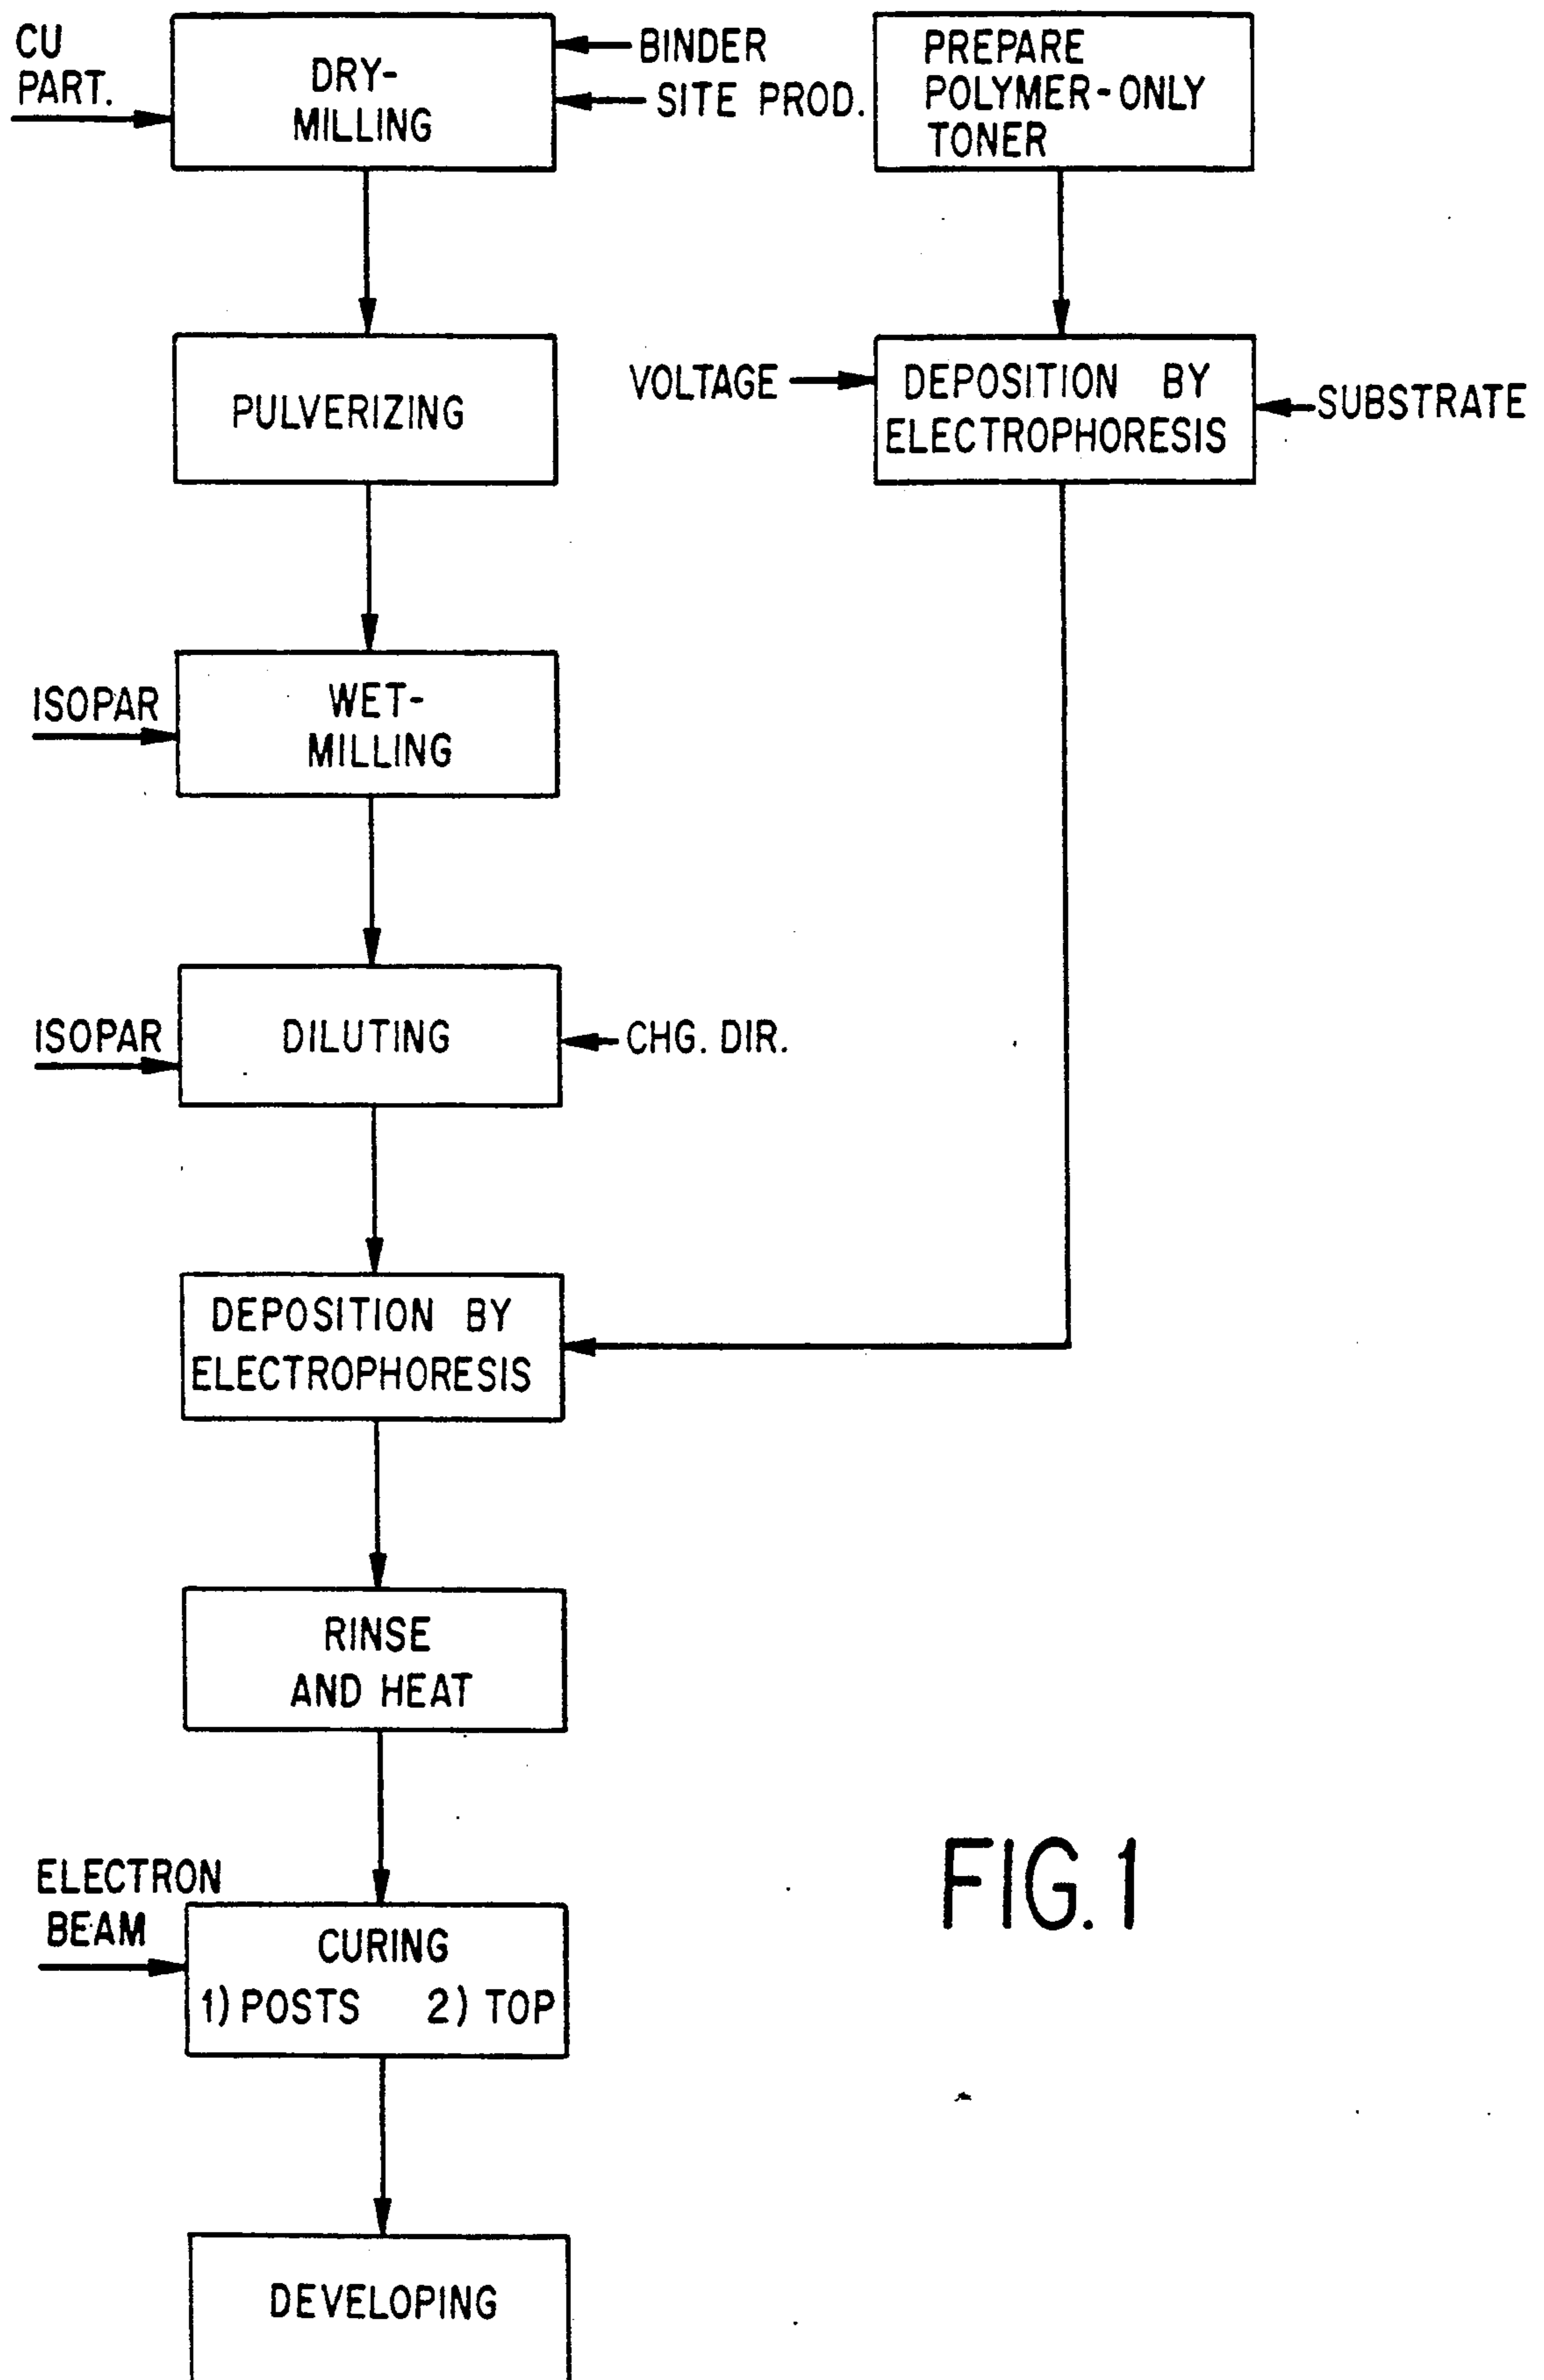 CU
PART.
DRY-
MILLING
BINDER
SITE PROD.
PREPARE
POLYMER-ONLY
TONER
PULVERIZING
VOLTAGE
DEPOSITION BY
ELECTROPHORESIS
SUBSTRATE
ISOPAR
WET-
MILLING
ISOPAR
DILUTING
CHG. DIR.
DEPOSITION BY
ELECTROPHORESIS
RINSE
AND HEAT
ELECTRON
BEAM
CURING
1) POSTS 2) TOP
FIG. 1
DEVELOPING